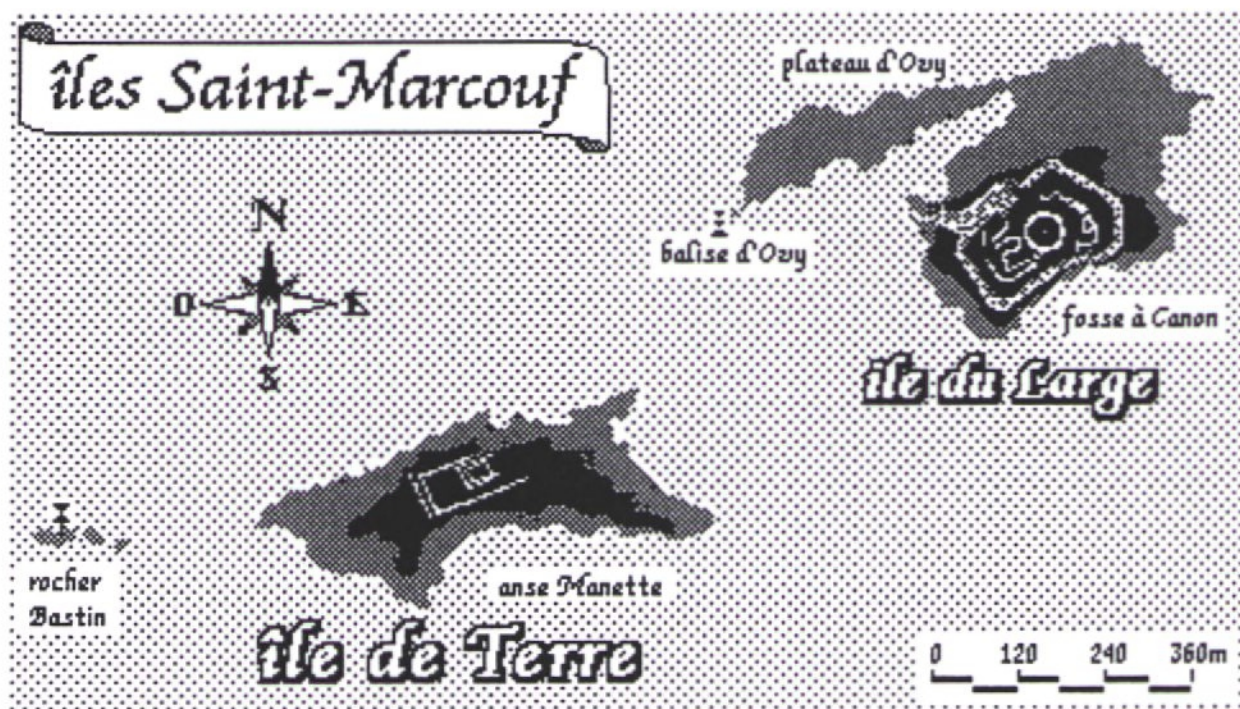 îles Saint-Marcouf
plateau d'Ovy
balise d'Ovy
fosse à Canon
île du Large
N
O E
S
rocher
Bastin
anse Manette
île de Terre
0 120 240 360m